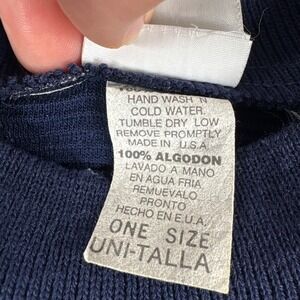 HAND WASH N
COLD WATER
TUMBLE DRY LOW
REMOVE PROMPTLY
MADE IN U.S.A.
100% ALGODON
LAVADO A MANO
EN AGUA FRIA
REMUEVALO
PRONTO
HECHO EN E.U.A.
ONE SIZE
UNI-TALLA